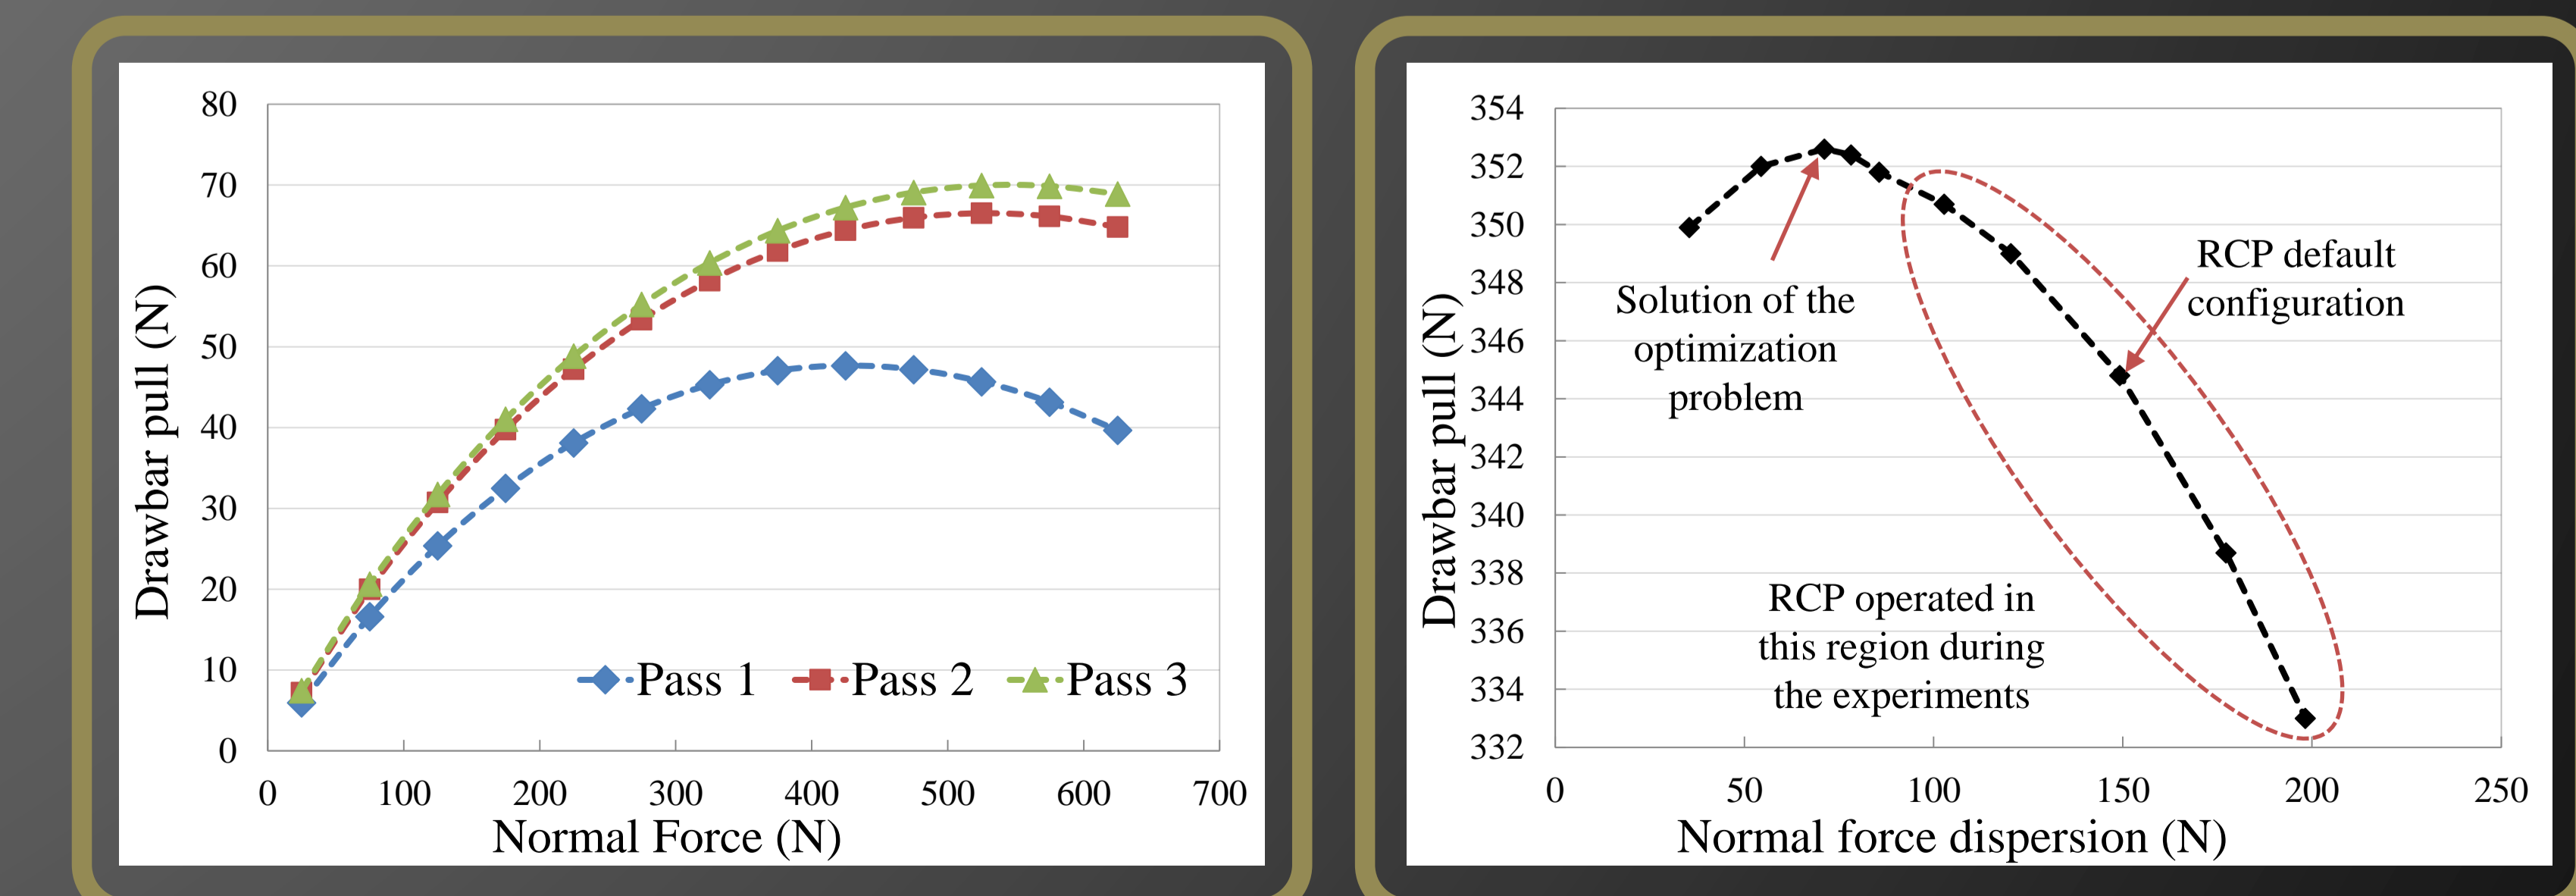 80
70
60
50
40
30
20
10
0
0 100 200 300 400 500 600 700
Drawbar pull (N)
Normal Force (N)
Pass 1 Pass 2 Pass 3
354
352
350
348
346
344
342
340
338
336
334
332
0 50 100 150 200 250
Drawbar pull (N)
Normal force dispersion (N)
Solution of the
optimization
problem
RCP default
configuration
RCP operated in
this region during
the experiments